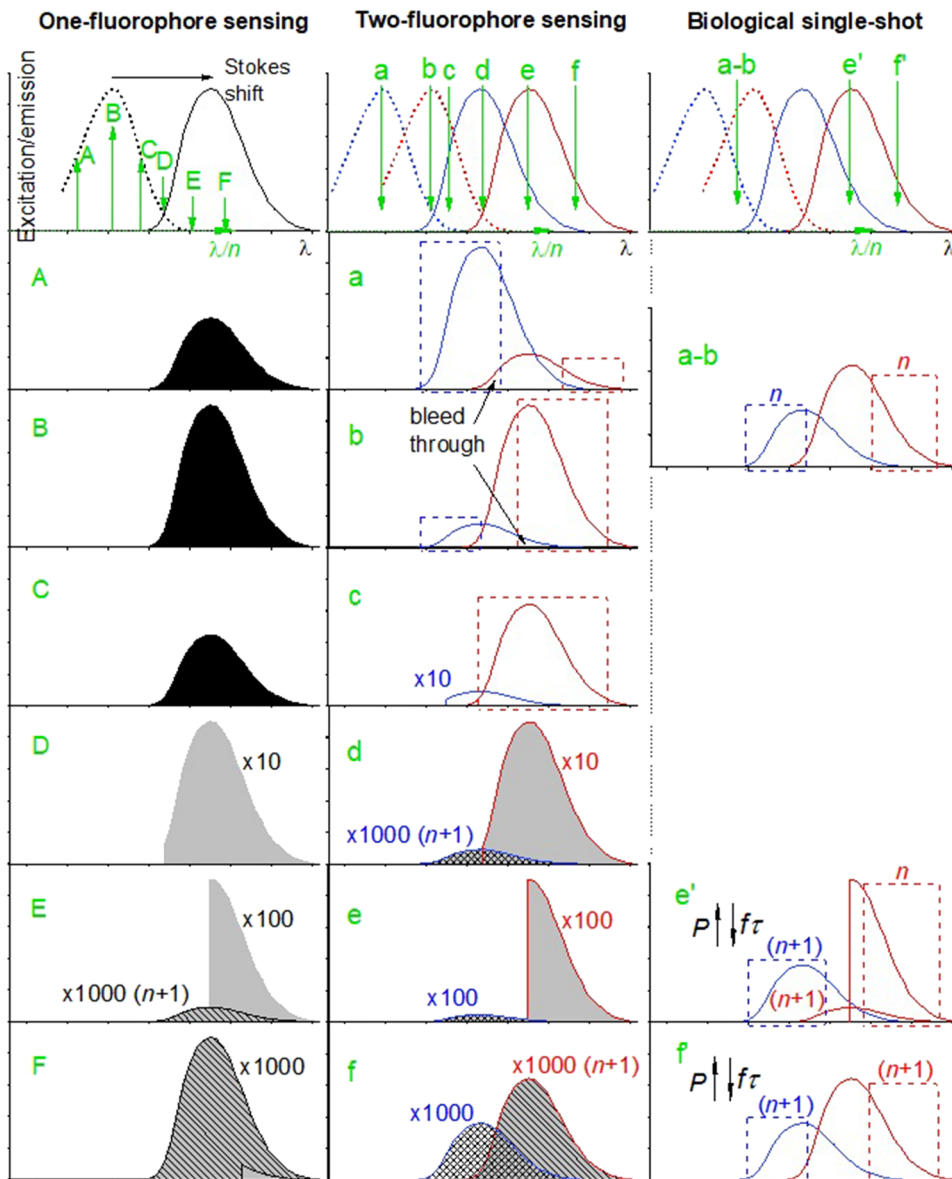 One-fluorophore sensing
Two-fluorophore sensing
Biological single-shot
Excitation/emission
Stokes
shift
A
B
C
D
E
F
λ/n
λ
a
b
c
d
e
f
λ/n
λ
a-b
e'
f'
λ/n
λ
A
a
bleed
through
a-b
n
n
B
b
C
c
x10
D
x10
d
x10
x1000 (n+1)
E
x100
x1000 (n+1)
e
x100
x100
e'
P
fτ
n
(n+1)
(n+1)
F
x1000
f
x1000 (n+1)
x1000
f'
P
fτ
(n+1)
(n+1)